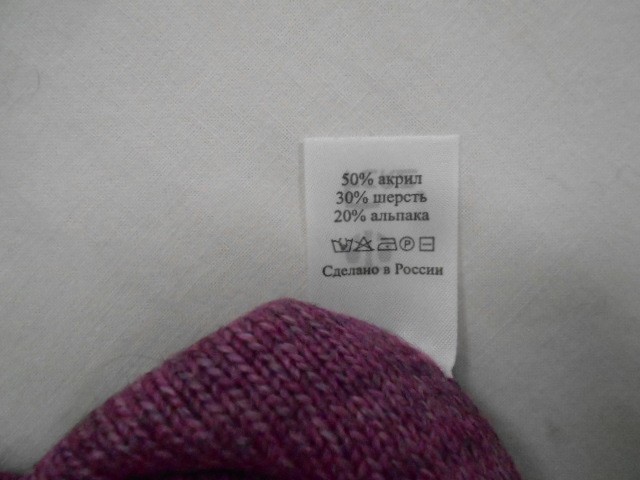 50% акрил
30% шерсть
20% альпака
P
Сделано в России